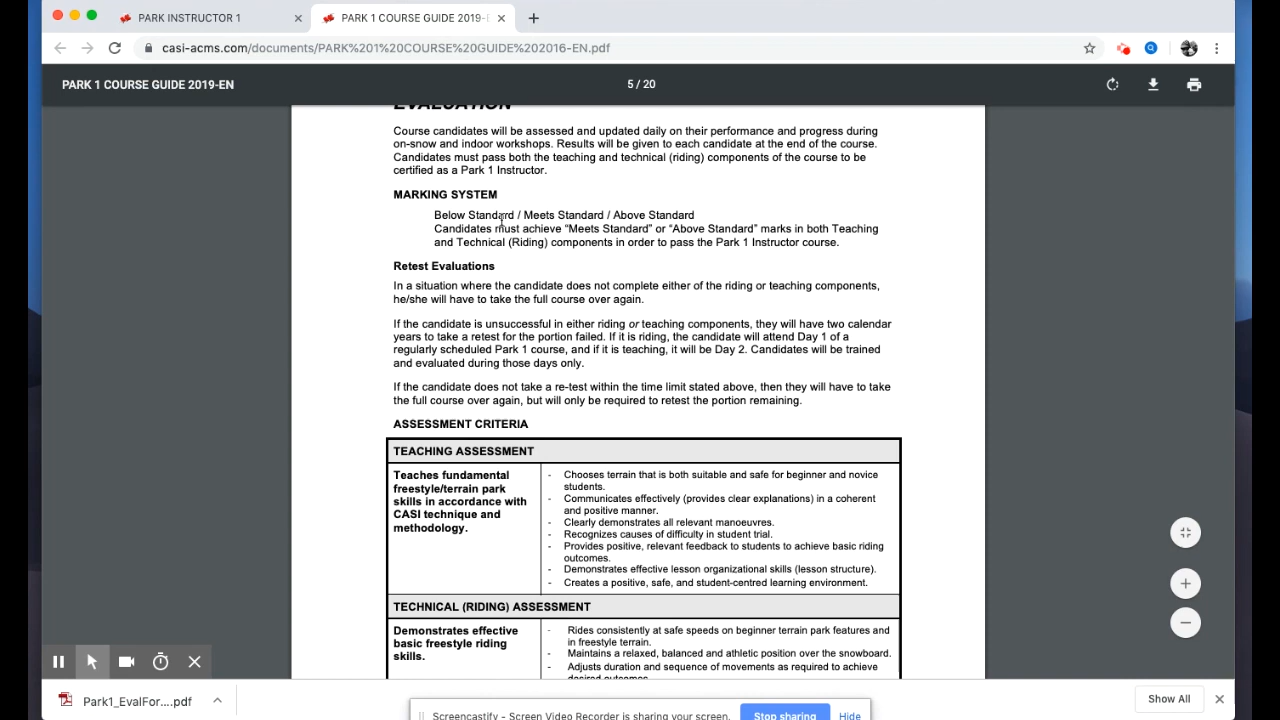 PARK INSTRUCTOR 1
PARK 1 COURSE GUIDE 2019-E
casi-acms.com/documents/PARK%201%20COURSE%20GUIDE%202016-EN.pdf
PARK 1 COURSE GUIDE 2019-EN
5 / 20
EVALUATION
Course candidates will be assessed and updated daily on their performance and progress during
on-snow and indoor workshops. Results will be given to each candidate at the end of the course.
Candidates must pass both the teaching and technical (riding) components of the course to be
certified as a Park 1 Instructor.
MARKING SYSTEM
Below Standard / Meets Standard / Above Standard
Candidates must achieve “Meets Standard” or “Above Standard” marks in both Teaching
and Technical (Riding) components in order to pass the Park 1 Instructor course.
Retest Evaluations
In a situation where the candidate does not complete either of the riding or teaching components,
he/she will have to take the full course over again.
If the candidate is unsuccessful in either riding or teaching components, they will have two calendar
years to take a retest for the portion failed. If it is riding, the candidate will attend Day 1 of a
regularly scheduled Park 1 course, and if it is teaching, it will be Day 2. Candidates will be trained
and evaluated during those days only.
If the candidate does not take a re-test within the time limit stated above, then they will have to take
the full course over again, but will only be required to retest the portion remaining.
ASSESSMENT CRITERIA
TEACHING ASSESSMENT
Teaches fundamental
freestyle/terrain park
skills in accordance with
CASI technique and
methodology.
- Chooses terrain that is both suitable and safe for beginner and novice
students.
- Communicates effectively (provides clear explanations) in a coherent
and positive manner.
- Clearly demonstrates all relevant manoeuvres.
- Recognizes causes of difficulty in student trial.
- Provides positive, relevant feedback to students to achieve basic riding
outcomes.
- Demonstrates effective lesson organizational skills (lesson structure).
- Creates a positive, safe, and student-centred learning environment.
TECHNICAL (RIDING) ASSESSMENT
Demonstrates effective
basic freestyle riding
skills.
- Rides consistently at safe speeds on beginner terrain park features and
in freestyle terrain.
- Maintains a relaxed, balanced and athletic position over the snowboard.
- Adjusts duration and sequence of movements as required to achieve
desired outcomes.
Park1_EvalFor....pdf
Show All
Screencastify - Screen Video Recorder is sharing your screen.
Stop sharing
Hide